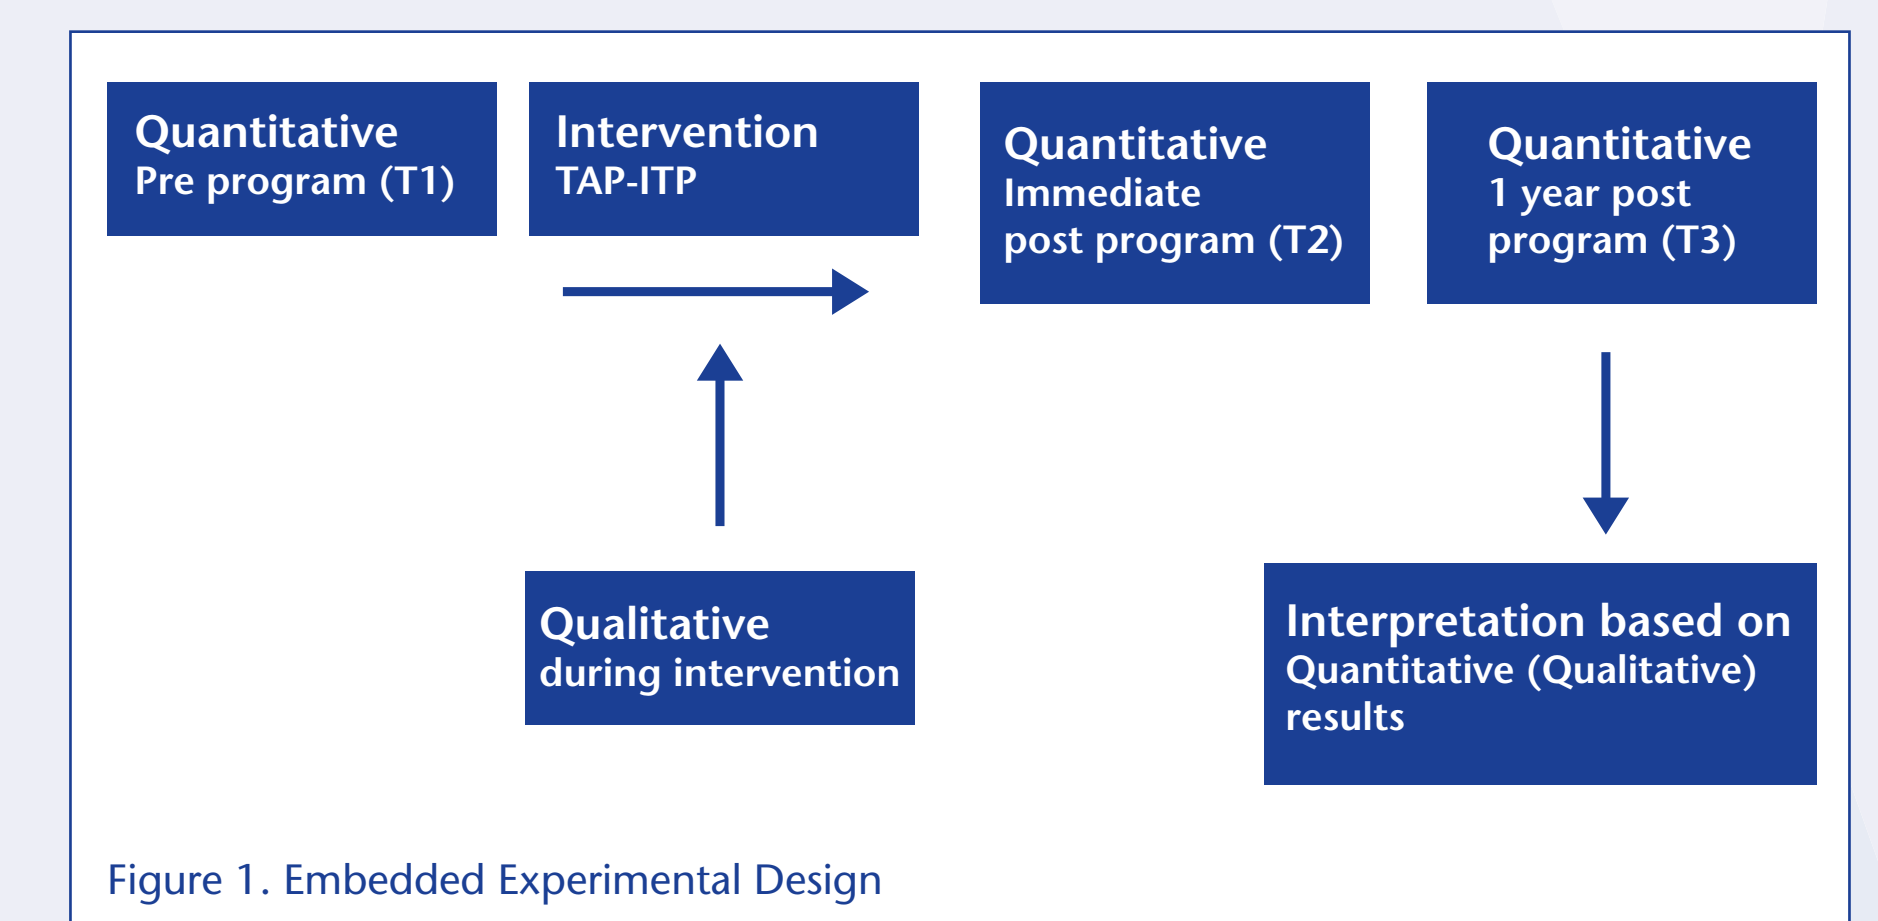 Quantitative
Pre program (T1)
Intervention
TAP-ITP
Quantitative
Immediate
post program (T2)
Quantitative
1 year post
program (T3)
Qualitative
during intervention
Interpretation based on
Quantitative (Qualitative)
results
Figure 1. Embedded Experimental Design